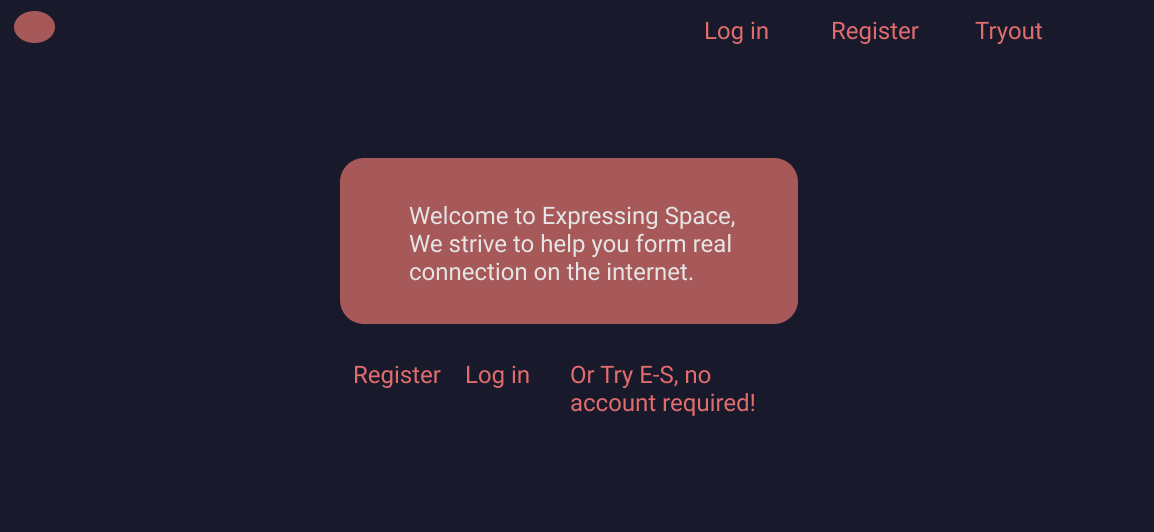 Log in Register Tryout
Welcome to Expressing Space,
We strive to help you form real
connection on the internet.
Register Log in Or Try E-S, no
account required!